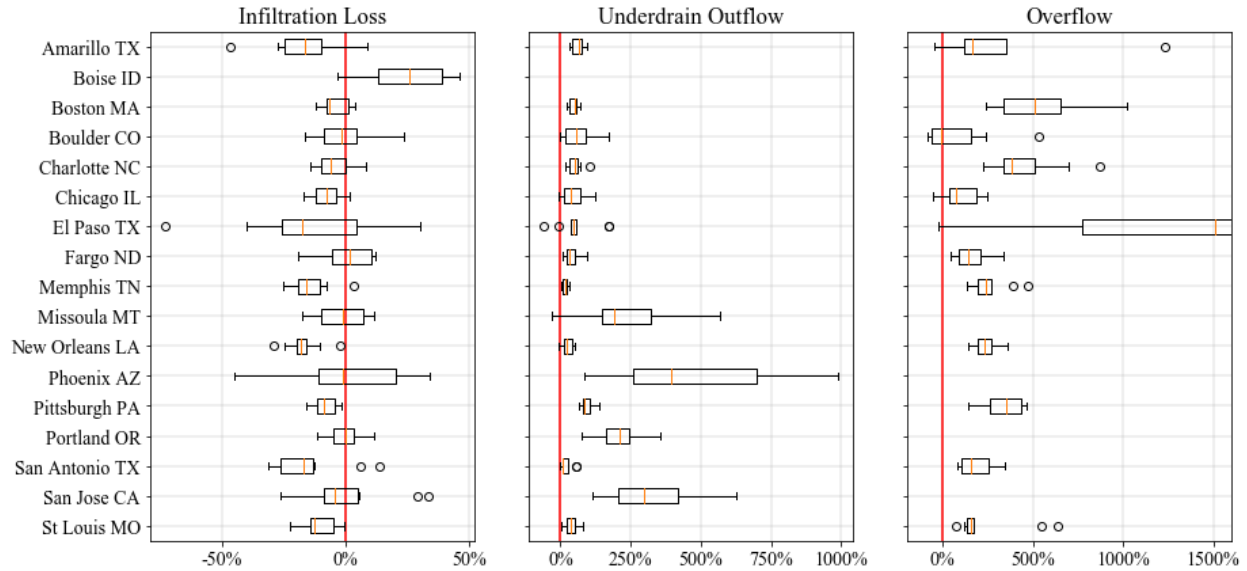 Infiltration Loss Underdrain Outflow Overflow
Amarillo TX
Boise ID
Boston MA
Boulder CO
Charlotte NC
Chicago IL
El Paso TX
Fargo ND
Memphis TN
Missoula MT
New Orleans LA
Phoenix AZ
Pittsburgh PA
Portland OR
San Antonio TX
San Jose CA
St Louis MO
-50% 0% 50% 0% 250% 500% 750% 1000% 0% 500% 1000% 1500%